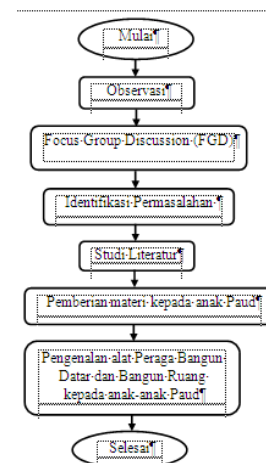 Mulai
Observasi
Focus Group Discussion (FGD)
Identifikasi Permasalahan
Studi Literatur
Pemberian materi kepada anak Paud
Pengenalan alat Peraga Bangun
Datar dan Bangun Ruang
kepada anak-anak Paud
Selesai